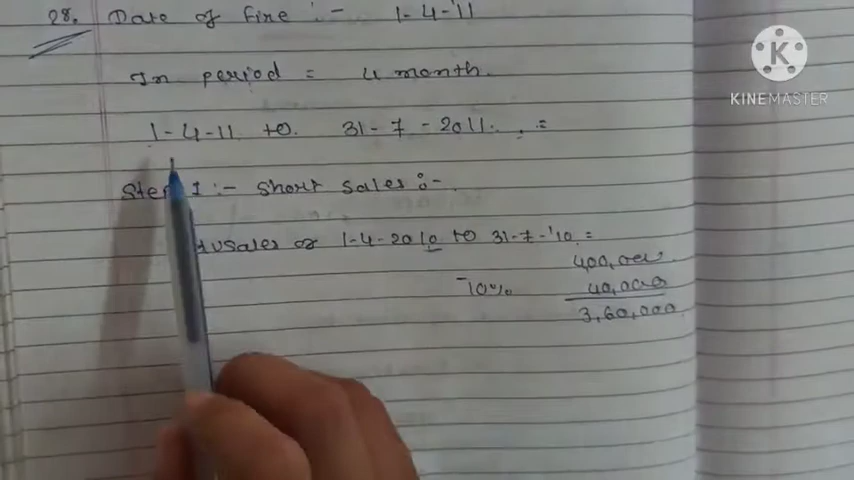 28. Date of fire :- 1-4-'11
K
KINEMASTER
In period = 4 month.
1-4-11 to 31-7-2011. =
Step 1 :- Short Sales :-
sales of 1-4-2010 to 31-7-'10 =
400,000
-10% 40,000
3,60,000